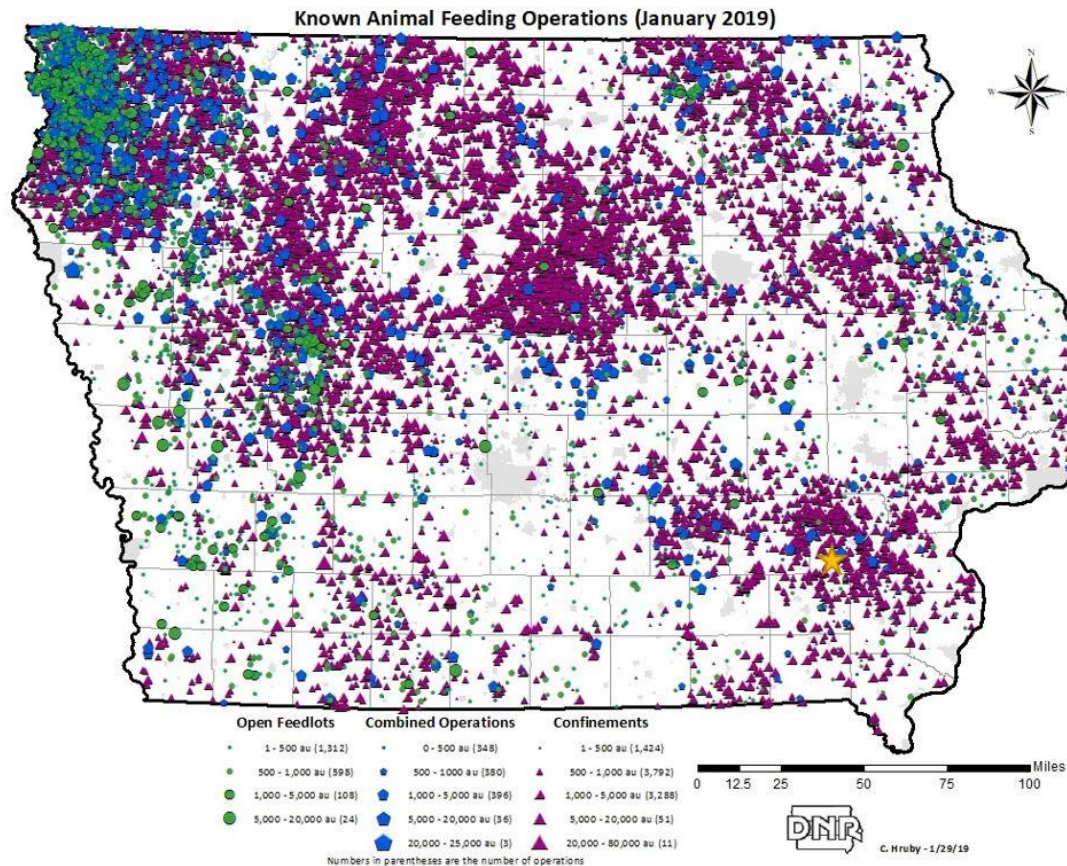 Known Animal Feeding Operations (January 2019)
N
W
E
S
Open Feedlots
1 - 500 au (1,312)
500 - 1,000 au (598)
1,000 - 5,000 au (108)
5,000 - 20,000 au (24)
Combined Operations
0 - 500 au (348)
500 - 1000 au (380)
1,000 - 5,000 au (396)
5,000 - 20,000 au (36)
20,000 - 25,000 au (3)
Confinements
1 - 500 au (1,424)
500 - 1,000 au (3,792)
1,000 - 5,000 au (3,288)
5,000 - 20,000 au (51)
20,000 - 80,000 au (11)
Numbers in parentheses are the number of operations
Miles
0 12.5 25 50 75 100
DNR
C. Hruby - 1/29/19